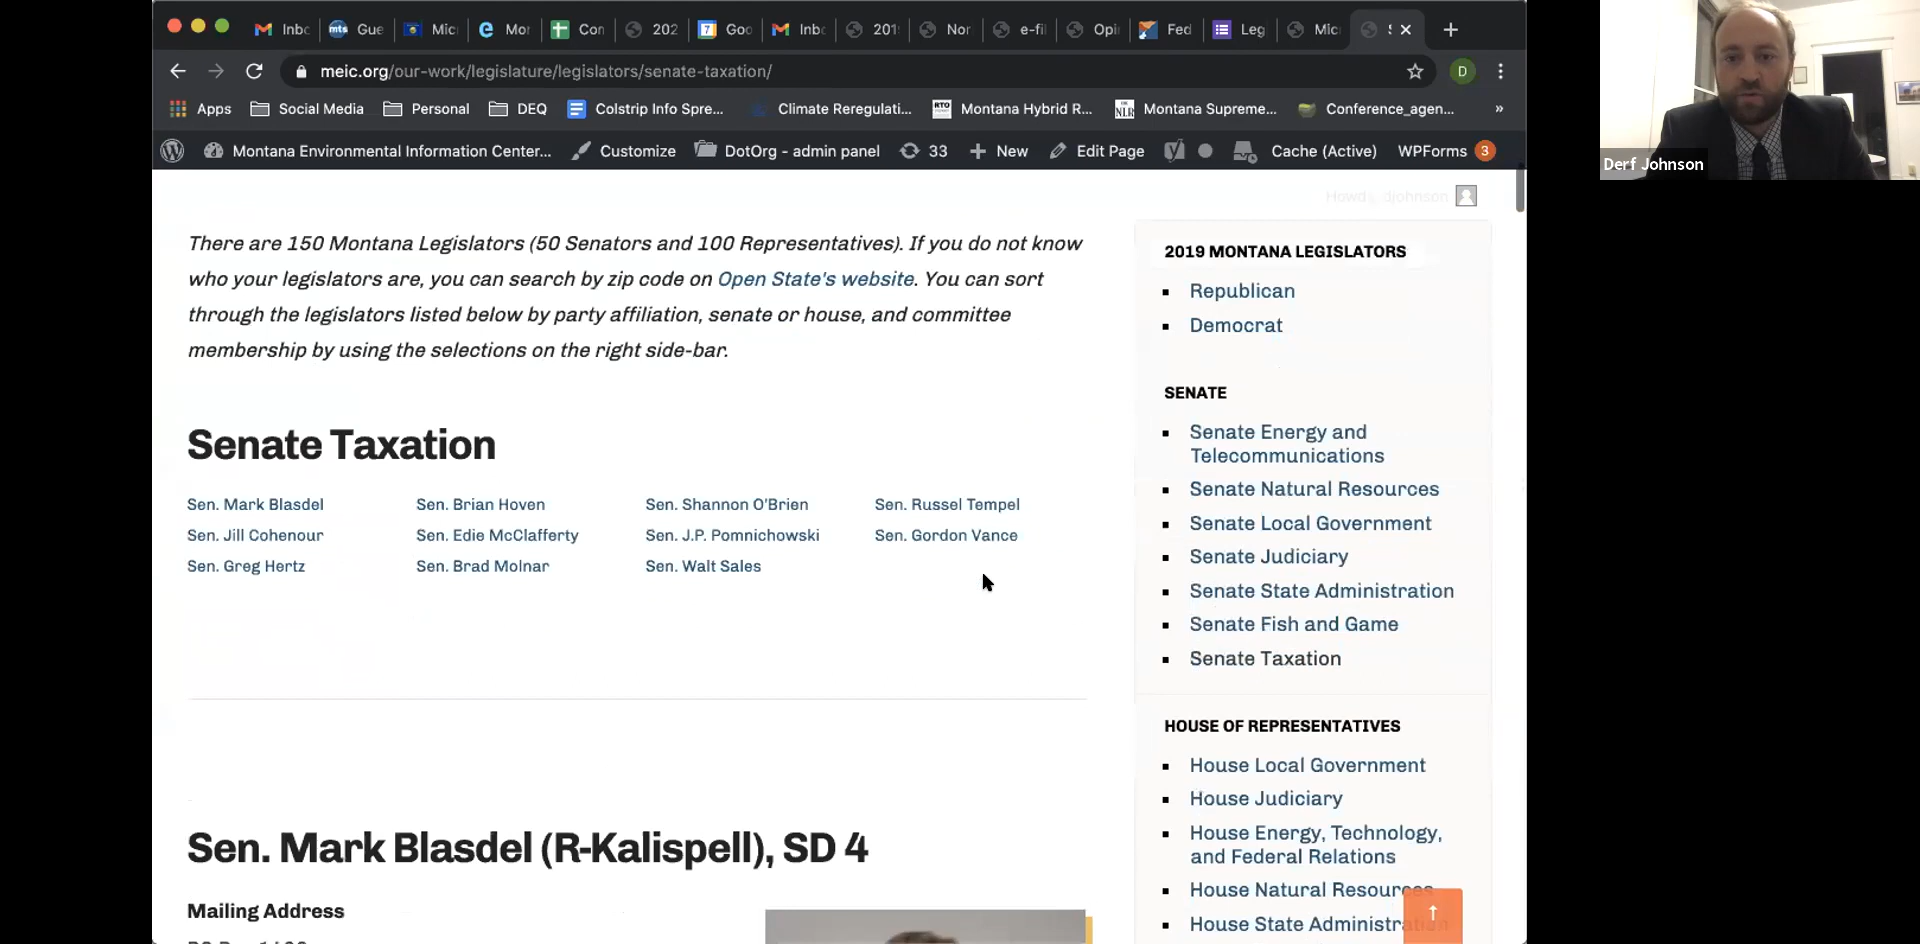 Inbc
mts Gue
Mic
Mor
Con
202
7 Goo
Inb
201
Nor
e-fil
Opi
Fed
Leg
Mic
meic.org/our-work/legislature/legislators/senate-taxation/
D
Apps
Social Media
Personal
DEQ
Colstrip Info Spre...
Climate Reregulati...
RTO Montana Hybrid R...
NLR Montana Supreme...
Conference_agen...
»
Montana Environmental Information Center...
Customize
DotOrg - admin panel
33
New
Edit Page
Cache (Active)
WPForms 3
djohnson
There are 150 Montana Legislators (50 Senators and 100 Representatives). If you do not know
who your legislators are, you can search by zip code on Open State's website. You can sort
through the legislators listed below by party affiliation, senate or house, and committee
membership by using the selections on the right side-bar.
Senate Taxation
Sen. Mark Blasdel
Sen. Jill Cohenour
Sen. Greg Hertz
Sen. Brian Hoven
Sen. Edie McClafferty
Sen. Brad Molnar
Sen. Shannon O'Brien
Sen. J.P. Pomnichowski
Sen. Walt Sales
Sen. Russel Tempel
Sen. Gordon Vance
Sen. Mark Blasdel (R-Kalispell), SD 4
Mailing Address
2019 MONTANA LEGISLATORS
Republican
Democrat
SENATE
Senate Energy and
Telecommunications
Senate Natural Resources
Senate Local Government
Senate Judiciary
Senate State Administration
Senate Fish and Game
Senate Taxation
HOUSE OF REPRESENTATIVES
House Local Government
House Judiciary
House Energy, Technology,
and Federal Relations
House Natural Resources
House State Administration
Derf Johnson